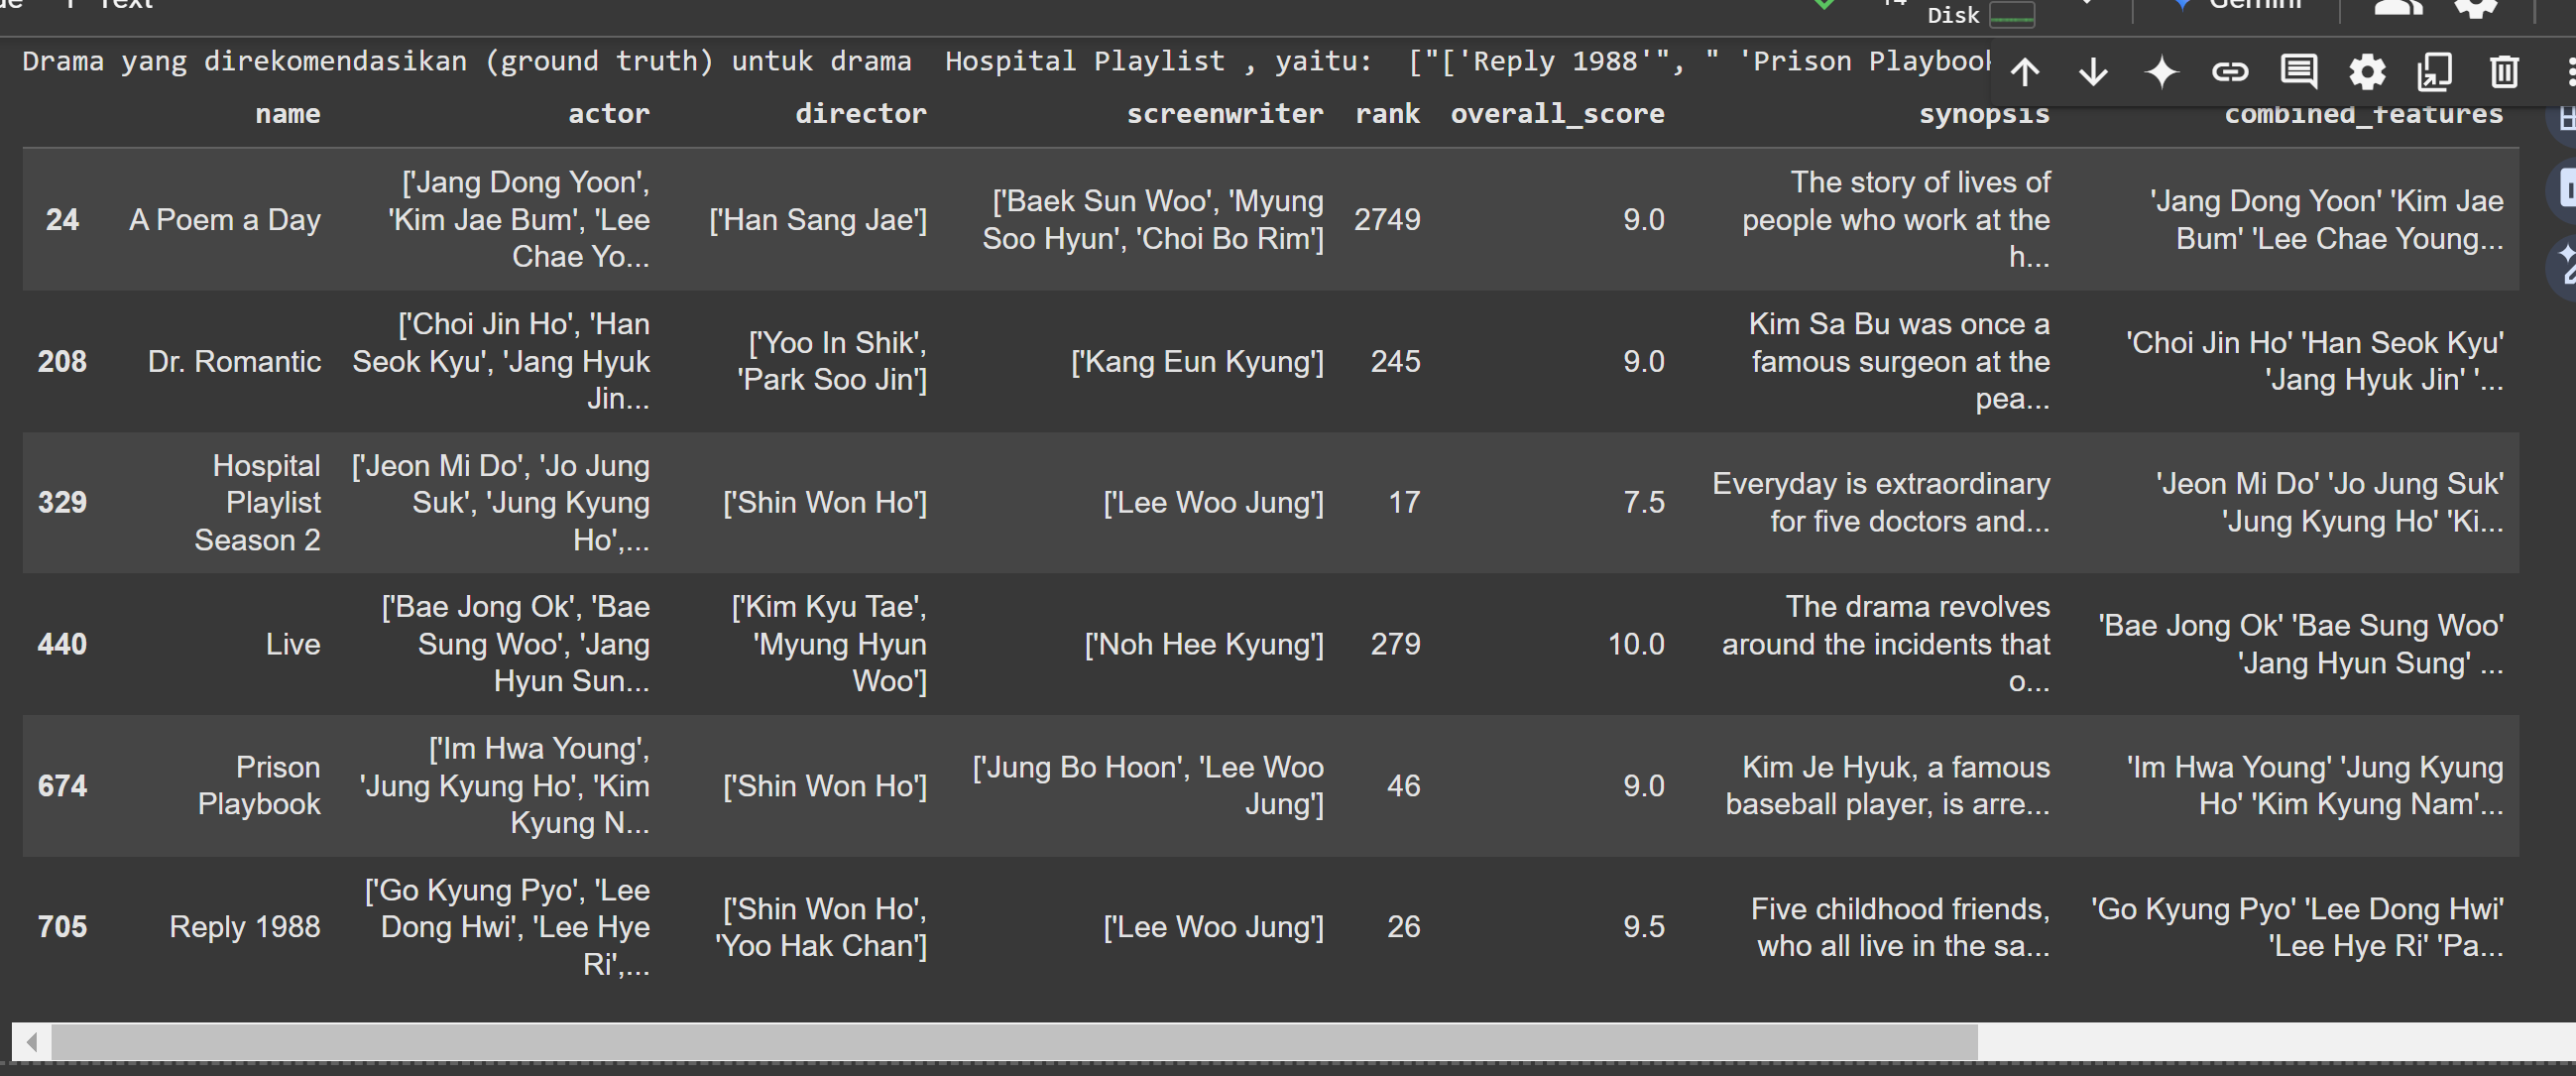 Text
Disk
Gemini
Drama yang direkomendasikan (ground truth) untuk drama  Hospital Playlist , yaitu:  ["['Reply 1988'", " 'Prison Playbook
name actor director screenwriter rank overall_score synopsis combined_features
24 A Poem a Day ['Jang Dong Yoon', 'Kim Jae Bum', 'Lee Chae Yo... ['Han Sang Jae'] ['Baek Sun Woo', 'Myung Soo Hyun', 'Choi Bo Rim'] 2749 9.0 The story of lives of people who work at the h... 'Jang Dong Yoon' 'Kim Jae Bum' 'Lee Chae Young...
208 Dr. Romantic ['Choi Jin Ho', 'Han Seok Kyu', 'Jang Hyuk Jin... ['Yoo In Shik', 'Park Soo Jin'] ['Kang Eun Kyung'] 245 9.0 Kim Sa Bu was once a famous surgeon at the pea... 'Choi Jin Ho' 'Han Seok Kyu' 'Jang Hyuk Jin' '...
329 Hospital Playlist Season 2 ['Jeon Mi Do', 'Jo Jung Suk', 'Jung Kyung Ho',... ['Shin Won Ho'] ['Lee Woo Jung'] 17 7.5 Everyday is extraordinary for five doctors and... 'Jeon Mi Do' 'Jo Jung Suk' 'Jung Kyung Ho' 'Ki...
440 Live ['Bae Jong Ok', 'Bae Sung Woo', 'Jang Hyun Sun... ['Kim Kyu Tae', 'Myung Hyun Woo'] ['Noh Hee Kyung'] 279 10.0 The drama revolves around the incidents that o... 'Bae Jong Ok' 'Bae Sung Woo' 'Jang Hyun Sung' ...
674 Prison Playbook ['Im Hwa Young', 'Jung Kyung Ho', 'Kim Kyung N... ['Shin Won Ho'] ['Jung Bo Hoon', 'Lee Woo Jung'] 46 9.0 Kim Je Hyuk, a famous baseball player, is arre... 'Im Hwa Young' 'Jung Kyung Ho' 'Kim Kyung Nam'...
705 Reply 1988 ['Go Kyung Pyo', 'Lee Dong Hwi', 'Lee Hye Ri',... ['Shin Won Ho', 'Yoo Hak Chan'] ['Lee Woo Jung'] 26 9.5 Five childhood friends, who all live in the sa... 'Go Kyung Pyo' 'Lee Dong Hwi' 'Lee Hye Ri' 'Pa...